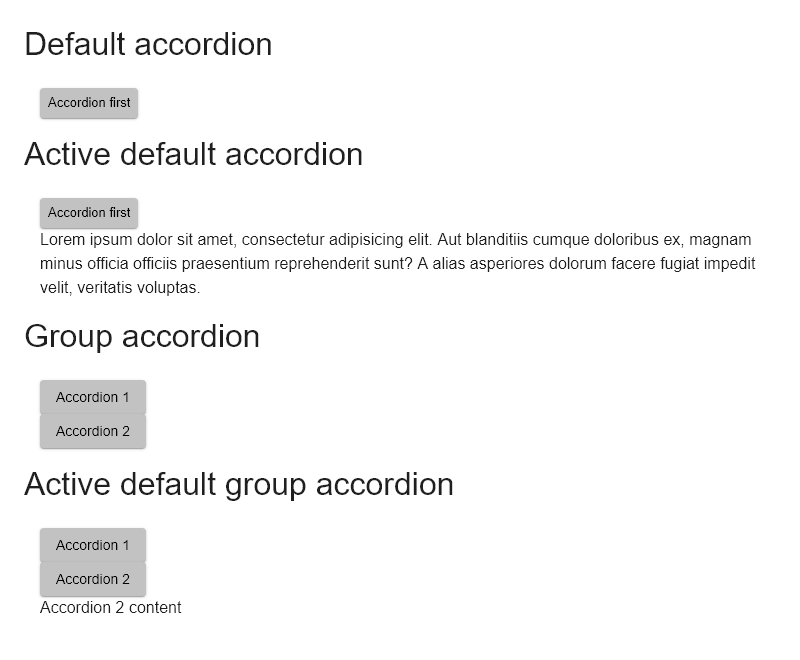 Default accordion
Accordion first
Active default accordion
Accordion first
Lorem ipsum dolor sit amet, consectetur adipisicing elit. Aut blanditiis cumque doloribus ex, magnam
minus officia officiis praesentium reprehenderit sunt? A alias asperiores dolorum facere fugiat impedit
velit, veritatis voluptas.
Group accordion
Accordion 1
Accordion 2
Active default group accordion
Accordion 1
Accordion 2
Accordion 2 content